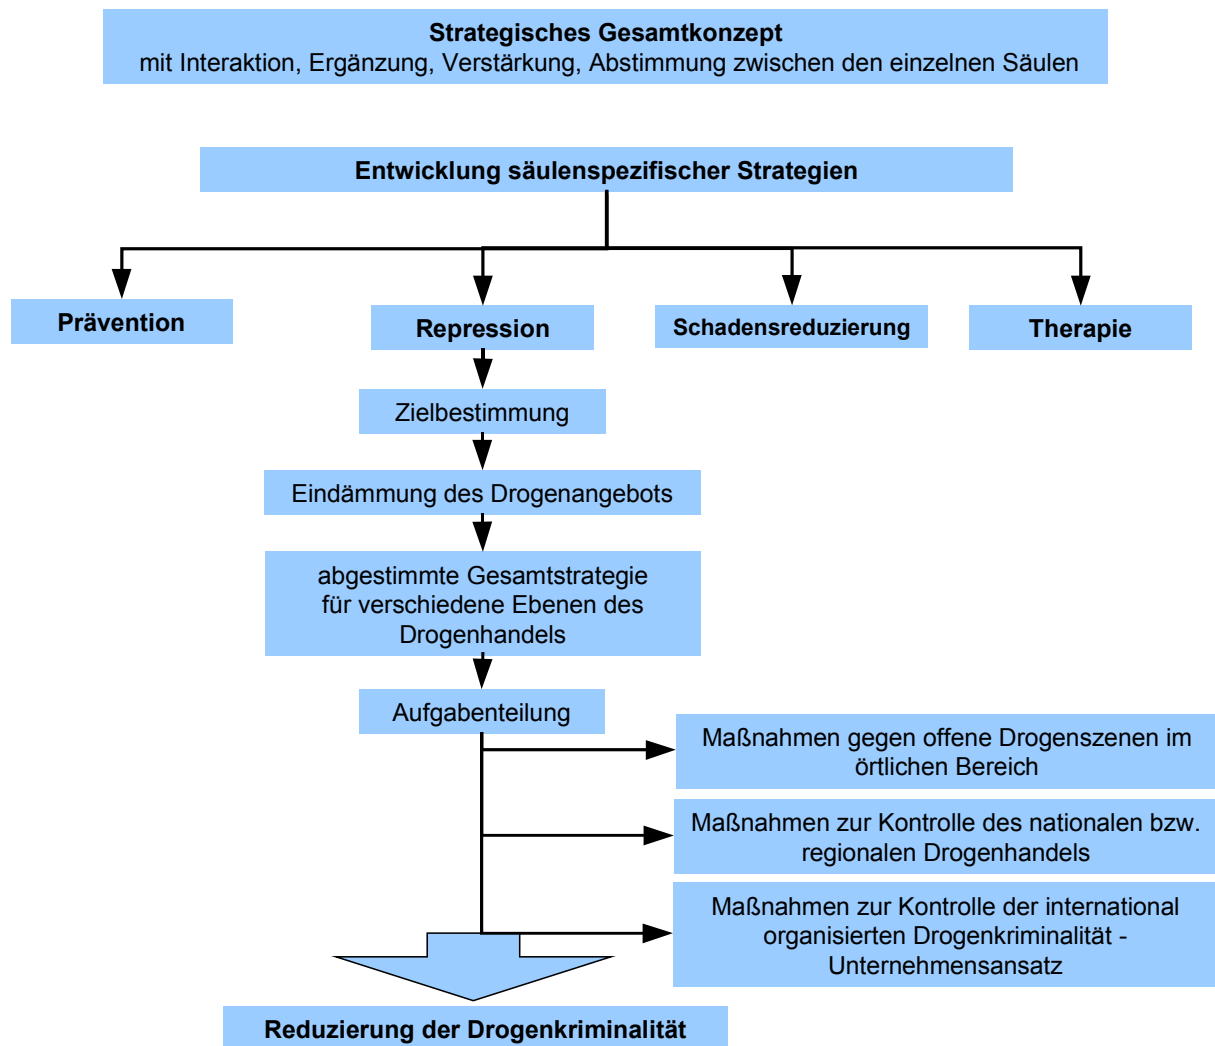 Strategisches Gesamtkonzept
mit Interaktion, Ergänzung, Verstärkung, Abstimmung zwischen den einzelnen Säulen
Entwicklung säulenspezifischer Strategien
Prävention
Repression
Schadensreduzierung
Therapie
Zielbestimmung
Eindämmung des Drogenangebots
abgestimmte Gesamtstrategie
für verschiedene Ebenen des
Drogenhandels
Aufgabenteilung
Maßnahmen gegen offene Drogenszenen im
örtlichen Bereich
Maßnahmen zur Kontrolle des nationalen bzw.
regionalen Drogenhandels
Maßnahmen zur Kontrolle der international
organisierten Drogenkriminalität -
Unternehmensansatz
Reduzierung der Drogenkriminalität